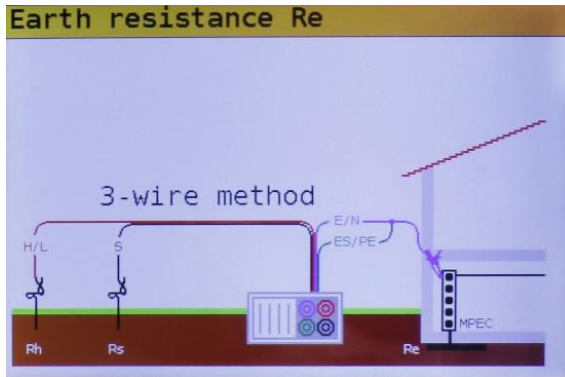 Earth resistance Re
3-wire method
E/N
H/L
S
ES/PE
MPEC
Rh
Rs
Re